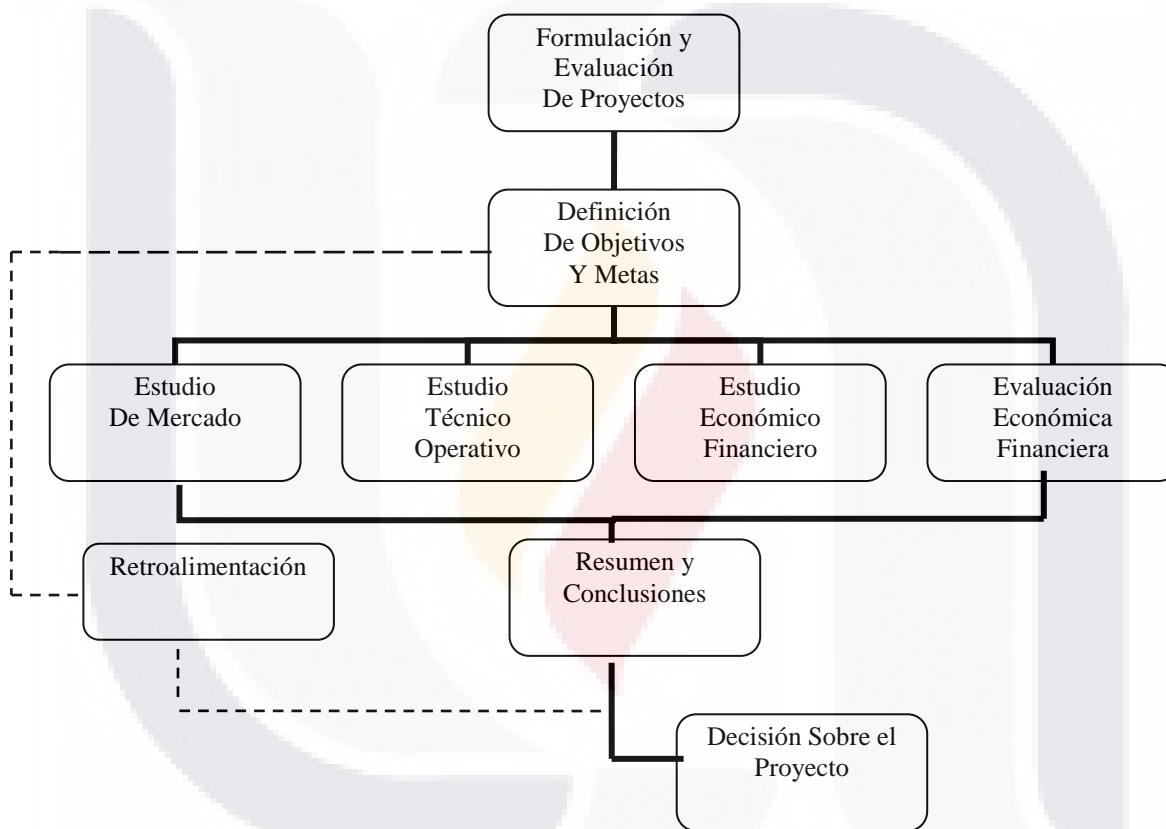 Formulación y
Evaluación
De Proyectos
Definición
De Objetivos
Y Metas
Estudio
De Mercado
Estudio
Técnico
Operativo
Estudio
Económico
Financiero
Evaluación
Económica
Financiera
Retroalimentación
Resumen y
Conclusiones
Decisión Sobre el
Proyecto